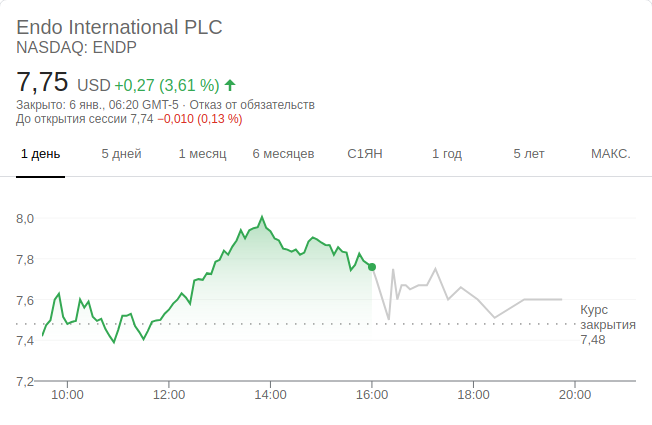 Endo International PLC
NASDAQ: ENDP
7,75 USD +0,27 (3,61 %) ↑
Закрыто: 6 янв., 06:20 GMT-5 · Отказ от обязательств
До открытия сессии 7,74 −0,010 (0,13 %)
1 день 5 дней 1 месяц 6 месяцев С1ЯН 1 год 5 лет МАКС.
8,0
7,8
7,6
Курс
закрытия
7,48
7,4
7,2
10:00 12:00 14:00 16:00 18:00 20:00